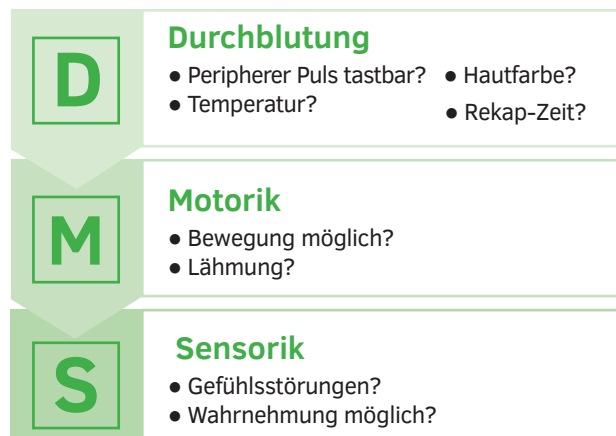 D
Durchblutung
● Peripherer Puls tastbar? ● Hautfarbe?
● Temperatur? ● Rekap-Zeit?
M
Motorik
● Bewegung möglich?
● Lähmung?
S
Sensorik
● Gefühlsstörungen?
● Wahrnehmung möglich?